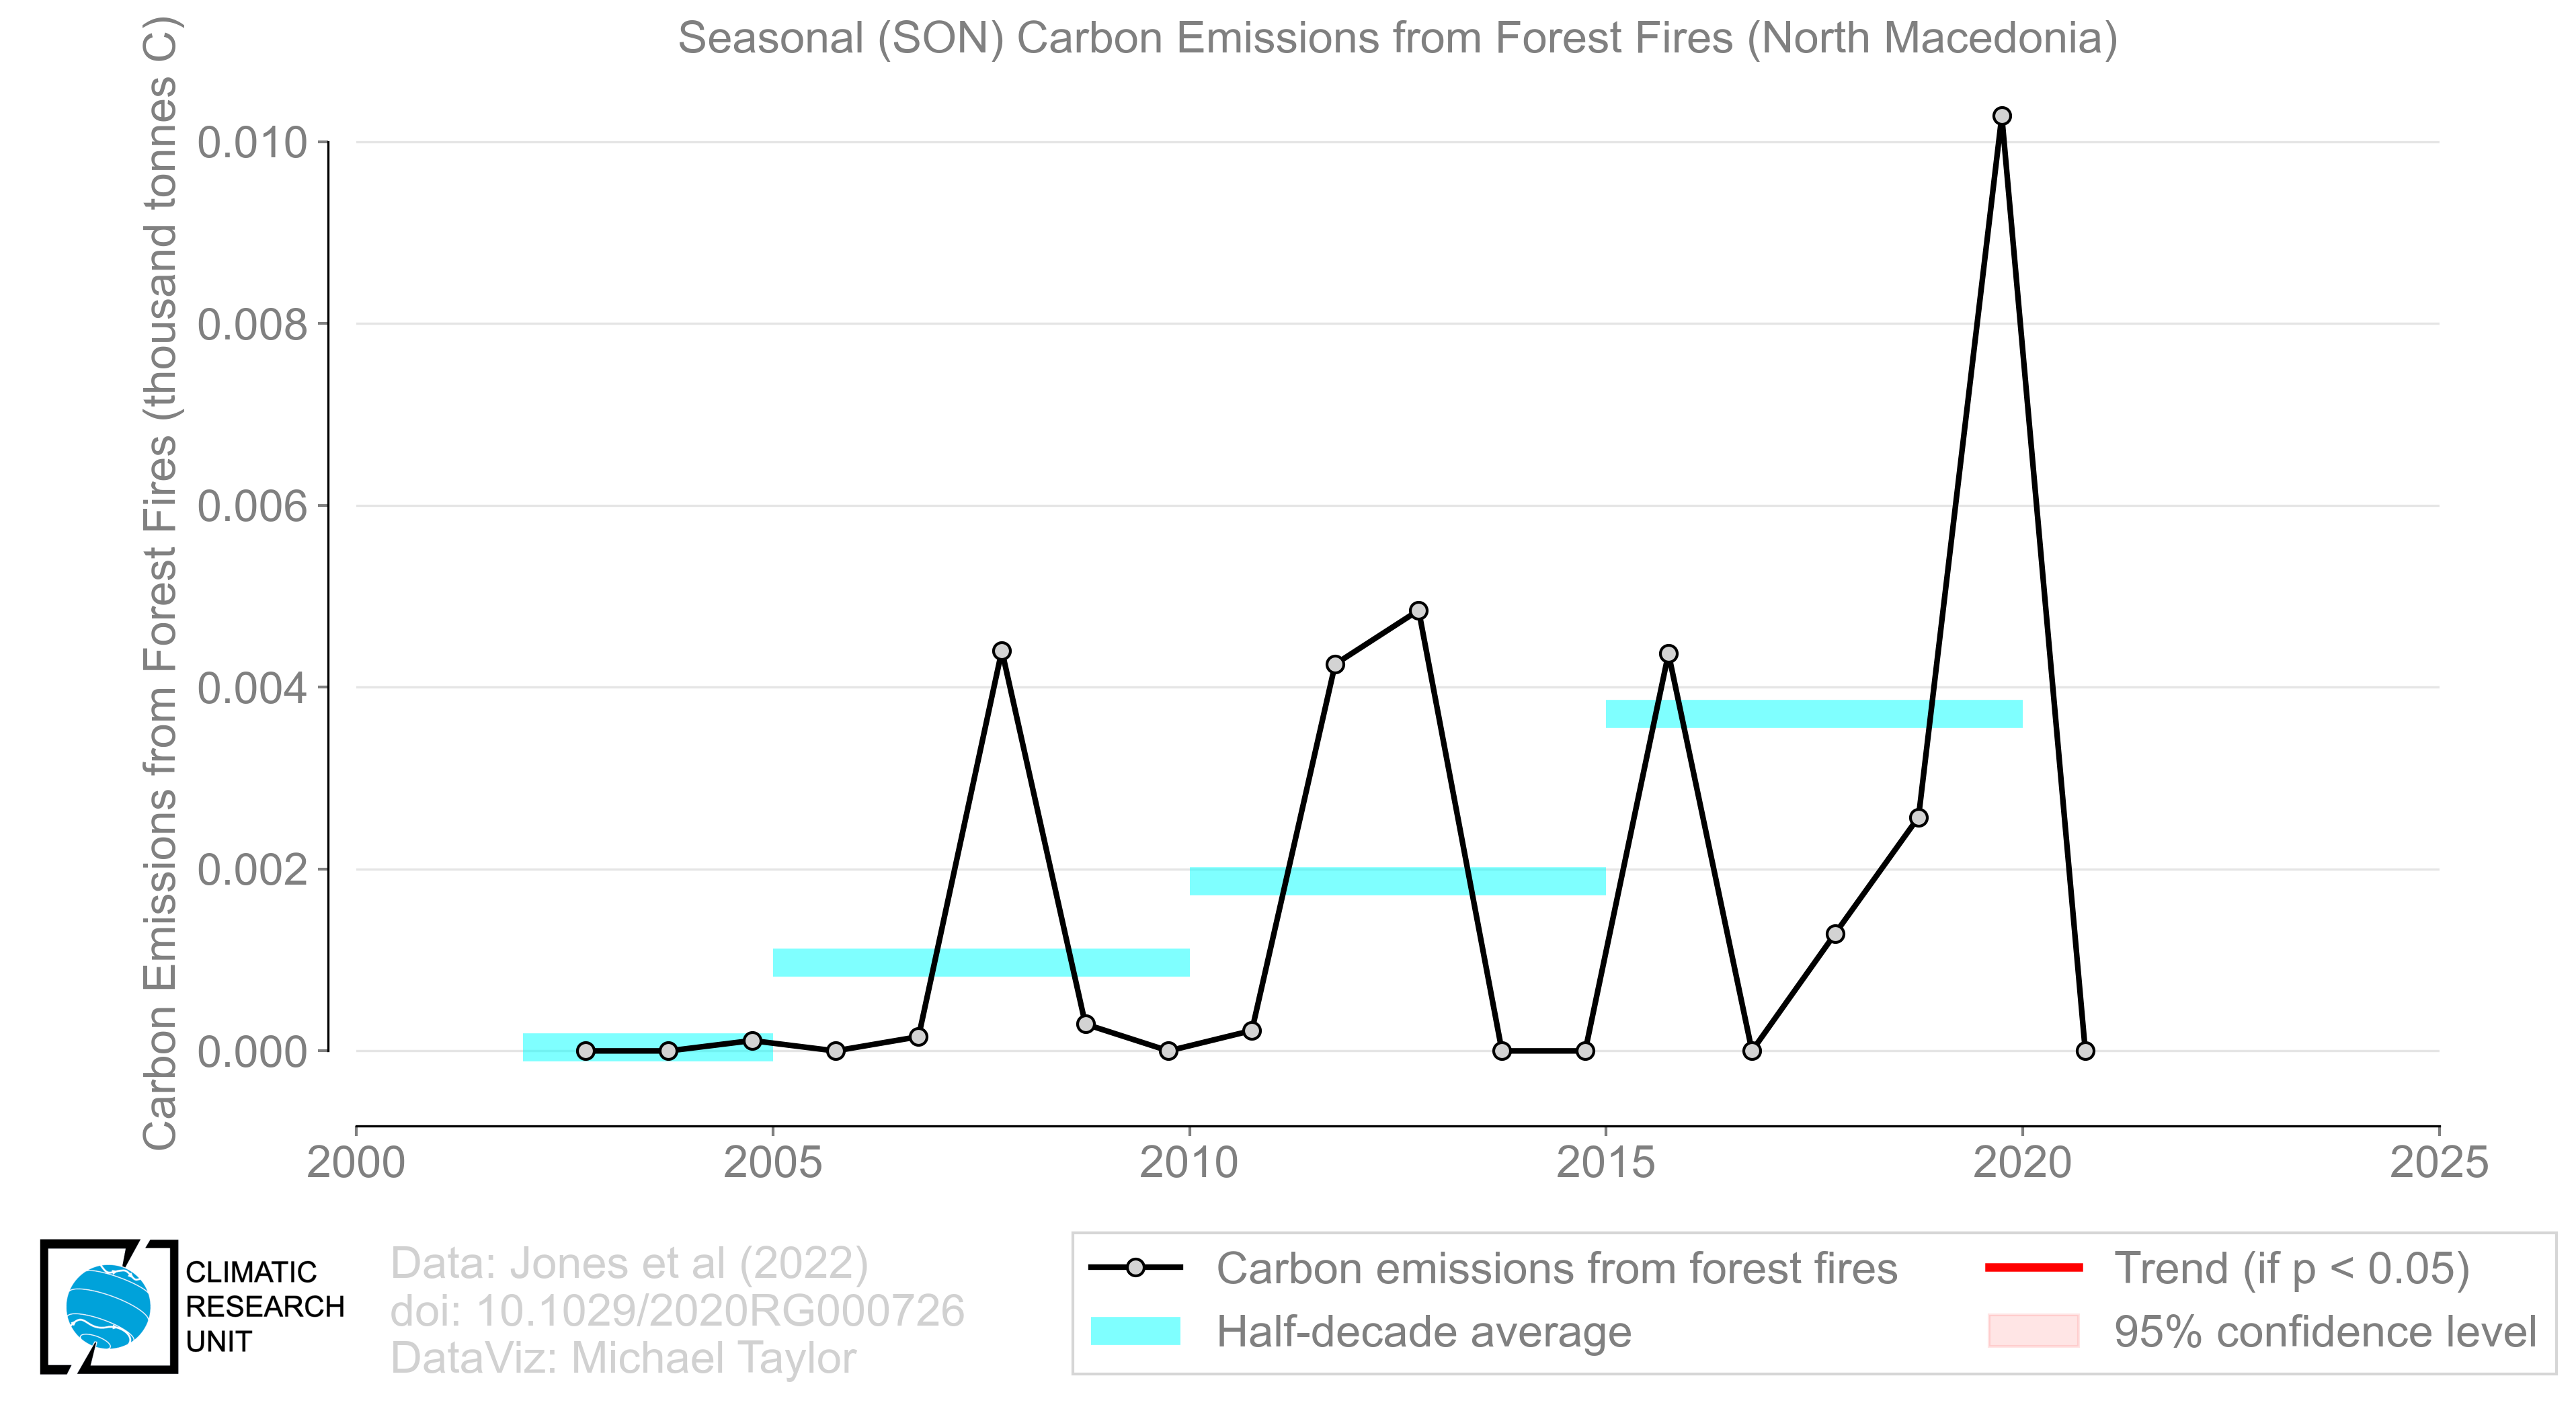 Seasonal (SON) Carbon Emissions from Forest Fires (North Macedonia)
Carbon Emissions from Forest Fires (thousand tonnes C)
0.010
0.008
0.006
0.004
0.002
0.000
2000 2005 2010 2015 2020 2025
CLIMATIC
RESEARCH
UNIT
Data: Jones et al (2022)
doi: 10.1029/2020RG000726
DataViz: Michael Taylor
Carbon emissions from forest fires
Half-decade average
Trend (if p < 0.05)
95% confidence level